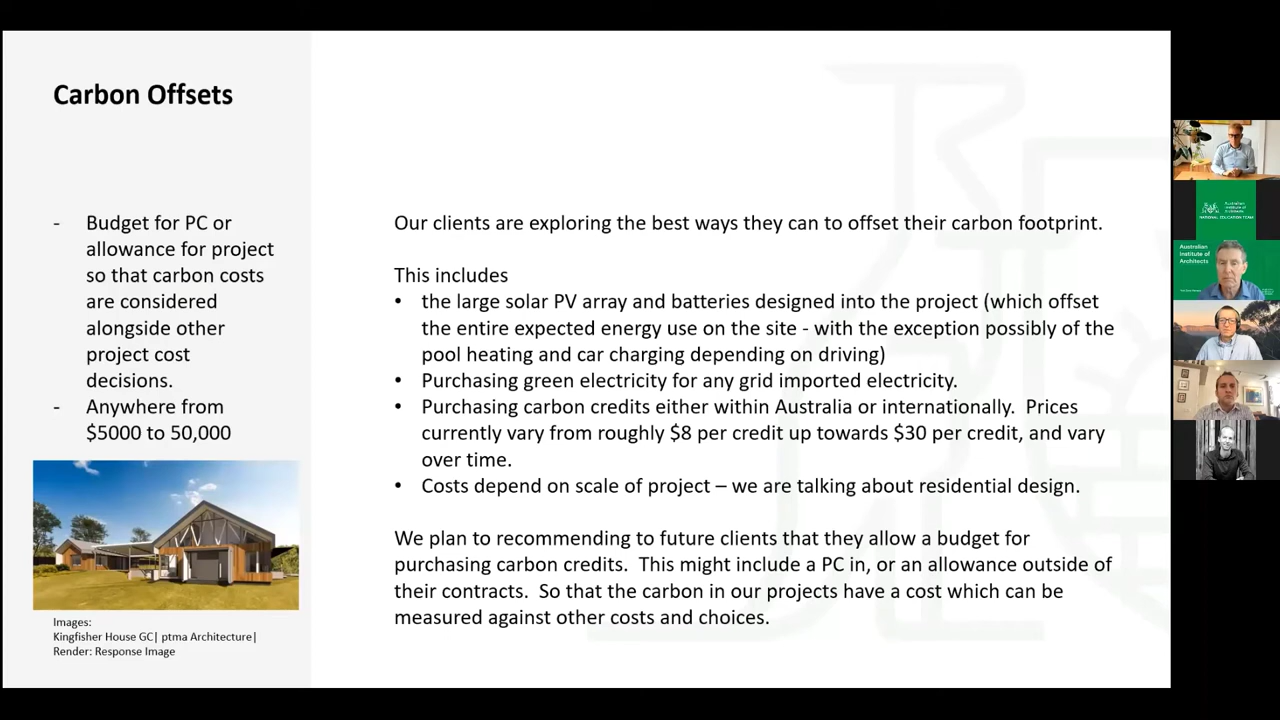 Carbon Offsets
- Budget for PC or
allowance for project
so that carbon costs
are considered
alongside other
project cost
decisions.
- Anywhere from
$5000 to 50,000
Images:
Kingfisher House GC| ptma Architecture|
Render: Response Image
Our clients are exploring the best ways they can to offset their carbon footprint.
This includes
• the large solar PV array and batteries designed into the project (which offset
the entire expected energy use on the site - with the exception possibly of the
pool heating and car charging depending on driving)
• Purchasing green electricity for any grid imported electricity.
• Purchasing carbon credits either within Australia or internationally. Prices
currently vary from roughly $8 per credit up towards $30 per credit, and vary
over time.
• Costs depend on scale of project – we are talking about residential design.
We plan to recommending to future clients that they allow a budget for
purchasing carbon credits. This might include a PC in, or an allowance outside of
their contracts. So that the carbon in our projects have a cost which can be
measured against other costs and choices.
Australian
Institute of
Architects
NATIONAL EDUCATION TEAM
Australian
Institute of
Architects